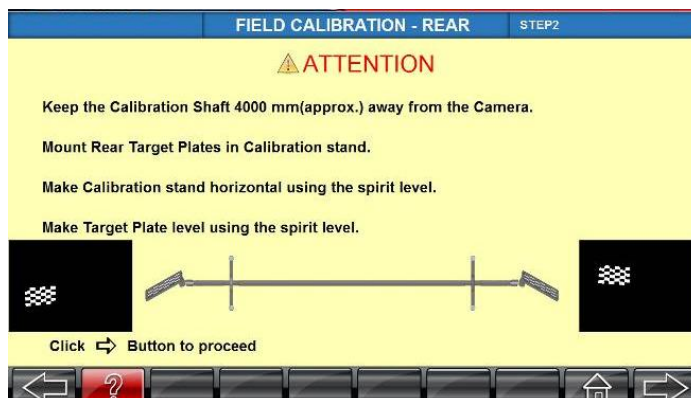 FIELD CALIBRATION - REAR STEP2
ATTENTION
Keep the Calibration Shaft 4000 mm(approx.) away from the Camera.
Mount Rear Target Plates in Calibration stand.
Make Calibration stand horizontal using the spirit level.
Make Target Plate level using the spirit level.
Click ⇨ Button to proceed
?